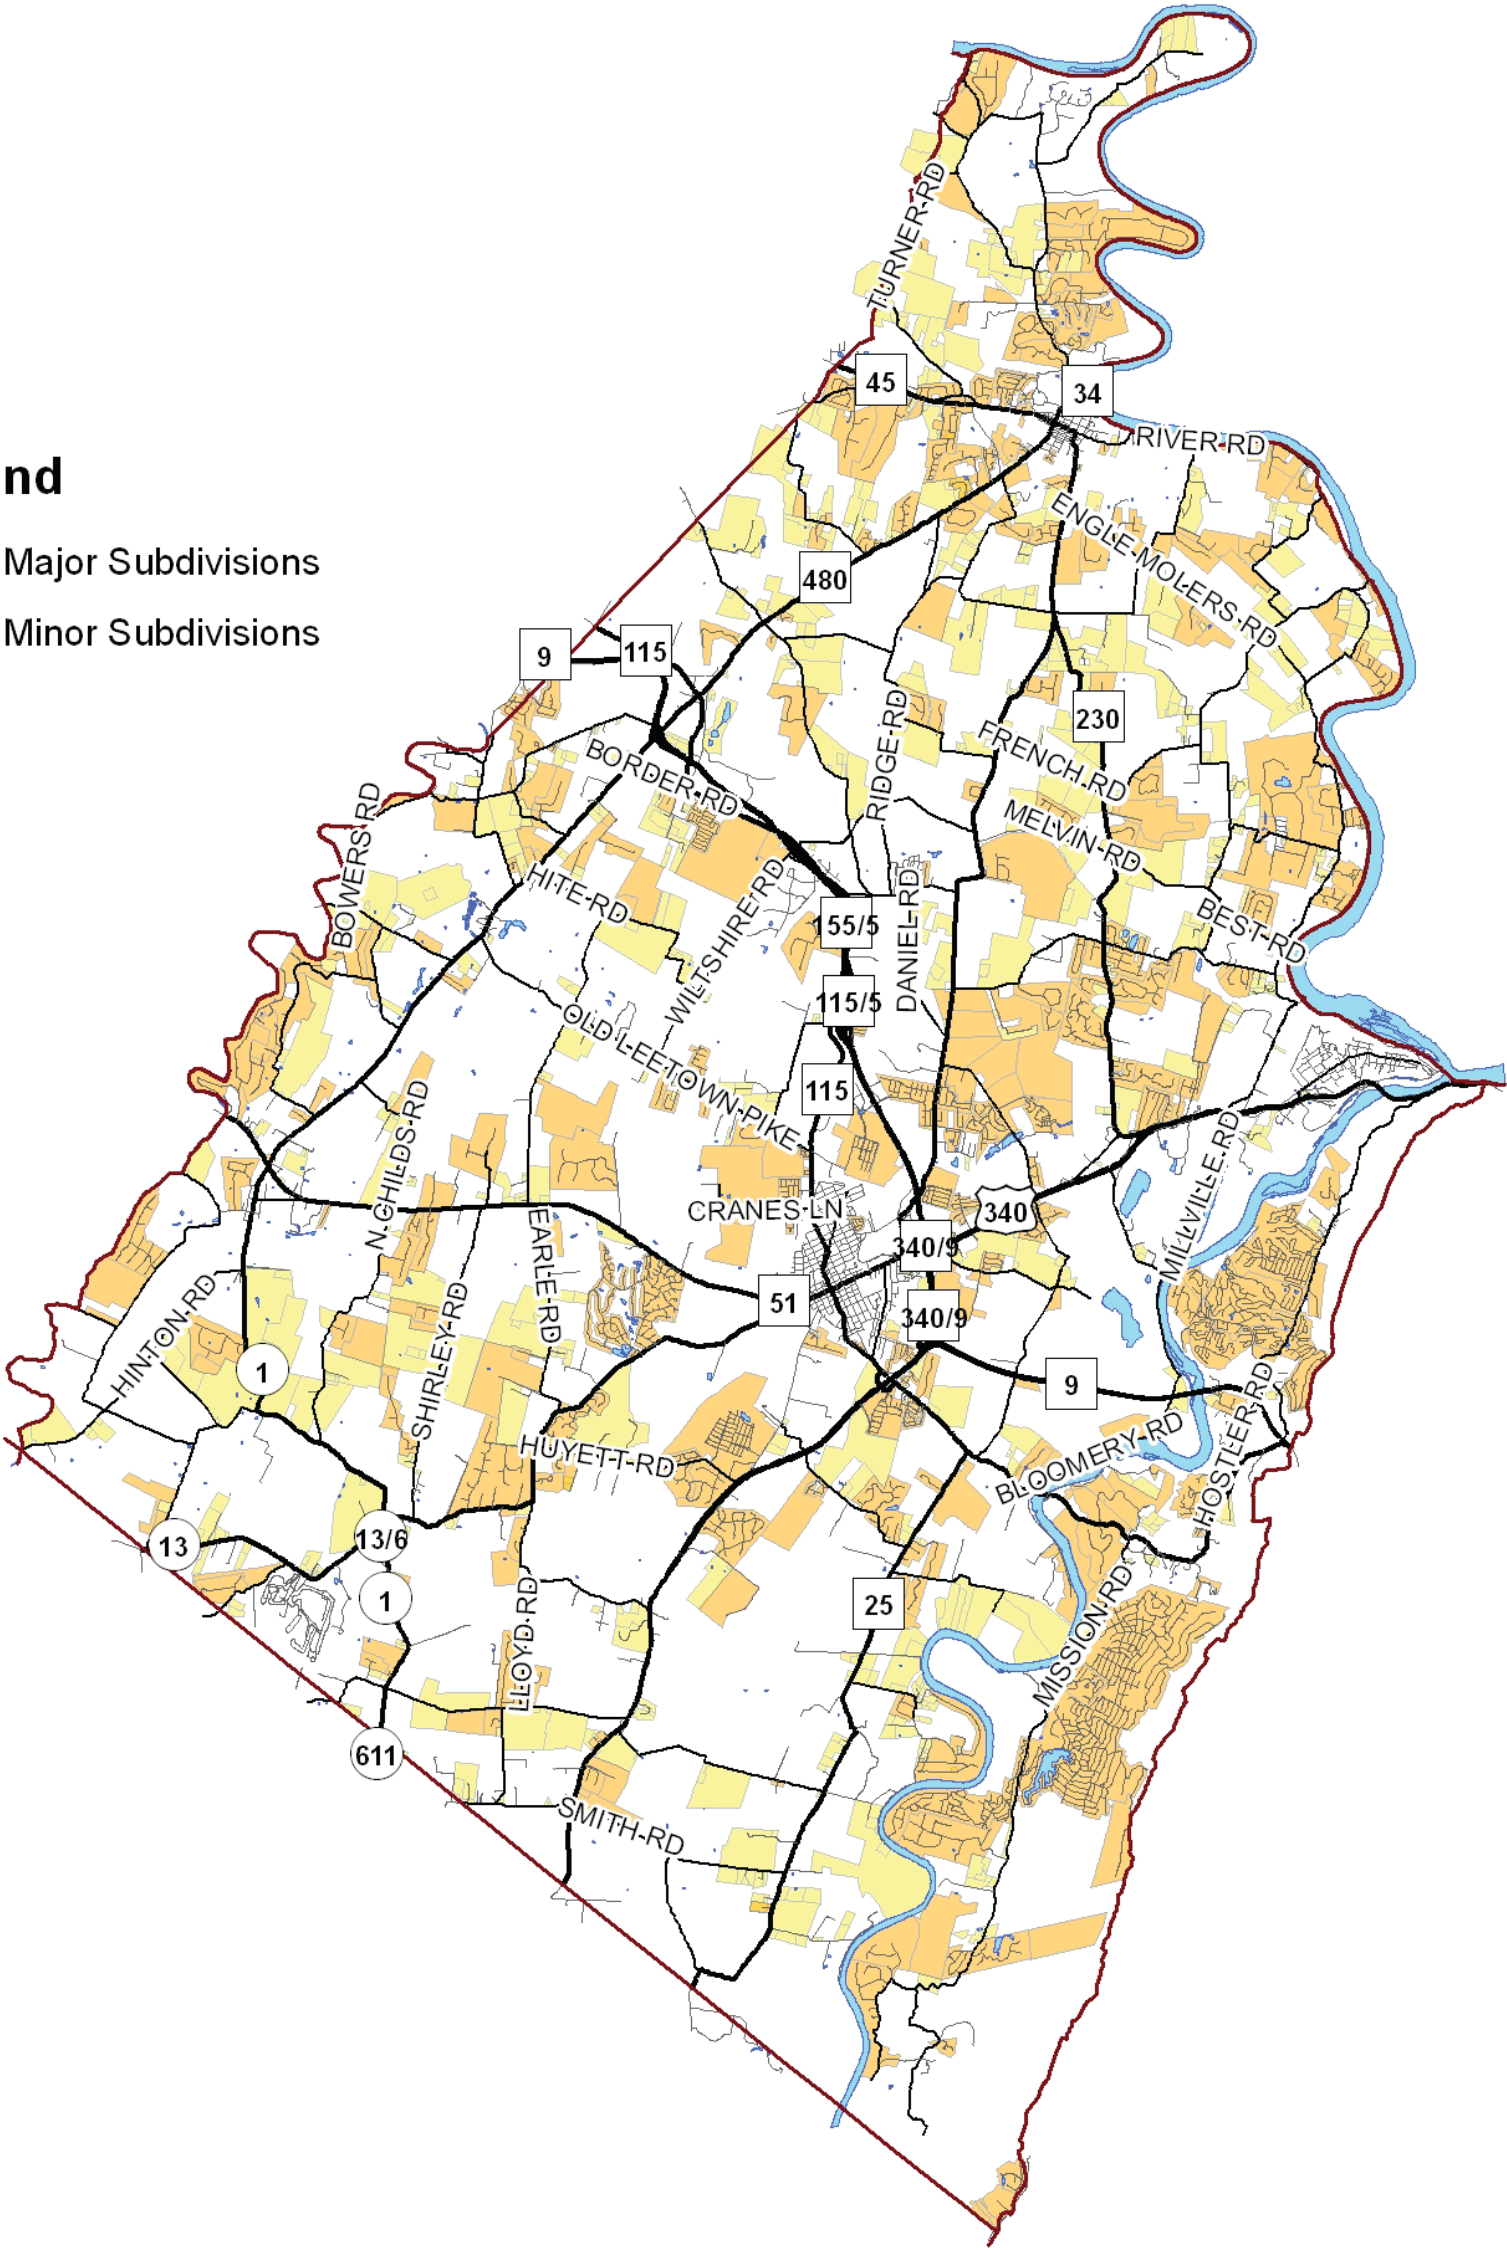 TURNER RD
45
34
RIVER RD
nd
ENGLE MOLERS RD
Major Subdivisions
480
Minor Subdivisions
9
115
230
RIDGE RD
FRENCH RD
BORDER RD
BOWERS RD
MELVIN RD
HITE RD
WILTSHIRE RD
155/5
DANIEL RD
BEST RD
115/5
OLD LEETOWN PIKE
115
N CHILDS RD
MILLVILLE RD
CRANES LN
340
340/9
EARLE RD
51
340/9
HINTON RD
SHIRLEY RD
1
9
HUYETT RD
BLOOMERY RD
HOSTLER RD
13
13/6
1
25
LLOYD RD
MISSION RD
611
SMITH RD